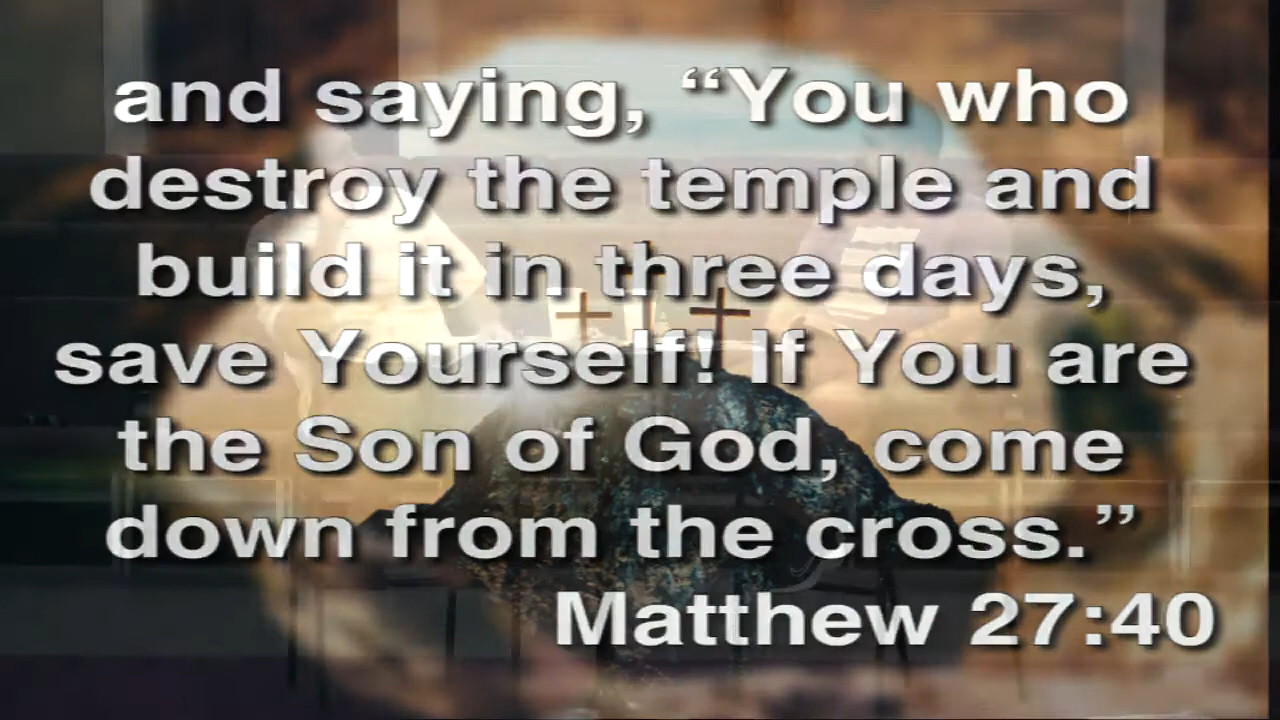 and saying, “You who
destroy the temple and
build it in three days,
save Yourself! If You are
the Son of God, come
down from the cross.”
Matthew 27:40